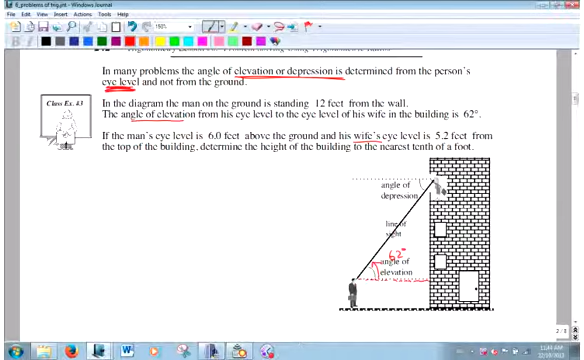 6_problems of trig.jnt - Windows Journal
File Edit View Insert Actions Tools Help
150%
In many problems the angle of elevation or depression is determined from the person's
eye level and not from the ground.
Class Ex. #3
In the diagram the man on the ground is standing 12 feet from the wall.
The angle of elevation from his eye level to the eye level of his wife in the building is 62°.
If the man's eye level is 6.0 feet above the ground and his wife's eye level is 5.2 feet from
the top of the building, determine the height of the building to the nearest tenth of a foot.
angle of
depression
line of
sight
62°
angle of
elevation